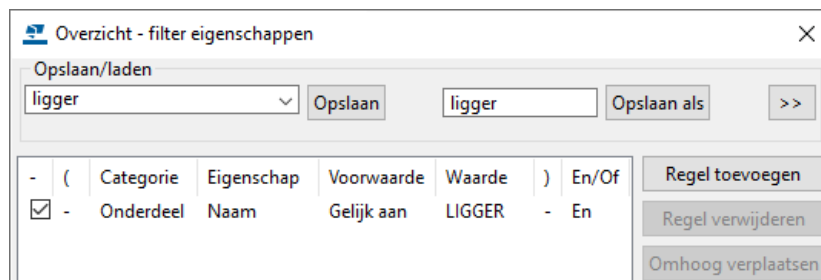 Overzicht - filter eigenschappen
Opslaan/laden
ligger Opslaan ligger Opslaan als >>
- ( Categorie Eigenschap Voorwaarde Waarde ) En/Of
- Onderdeel Naam Gelijk aan LIGGER - En
Regel toevoegen
Regel verwijderen
Omhoog verplaatsen